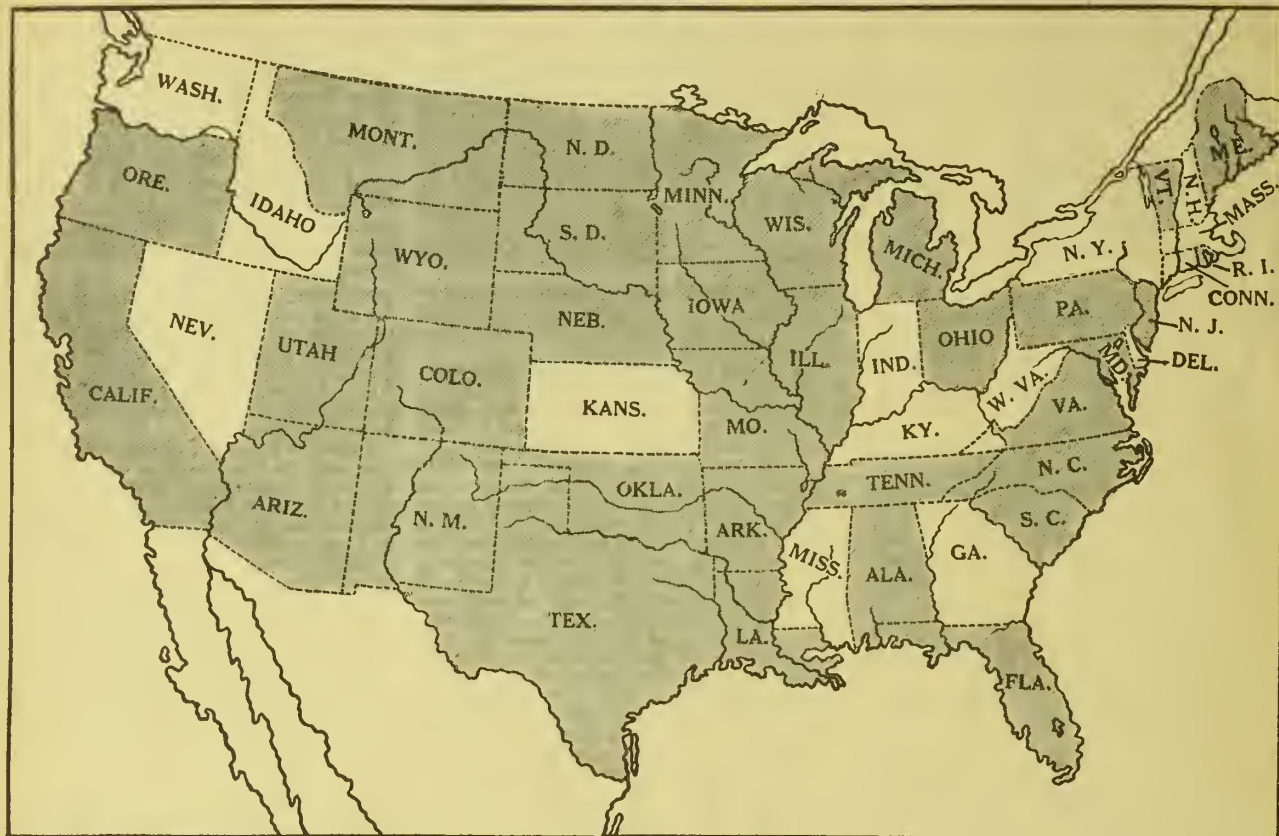 WASH.
MONT.
N. D.
MINN.
ORE.
IDAHO
WYO.
S. D.
WIS.
MICH.
N. Y.
VT.
N. H.
ME.
MASS.
R. I.
CONN.
NEV.
UTAH
COLO.
NEB.
IOWA
ILL.
IND.
OHIO
PA.
N. J.
DEL.
MD.
CALIF.
KANS.
MO.
KY.
W. VA.
VA.
ARIZ.
N. M.
OKLA.
ARK.
TENN.
N. C.
S. C.
TEX.
LA.
MISS.
ALA.
GA.
FLA.